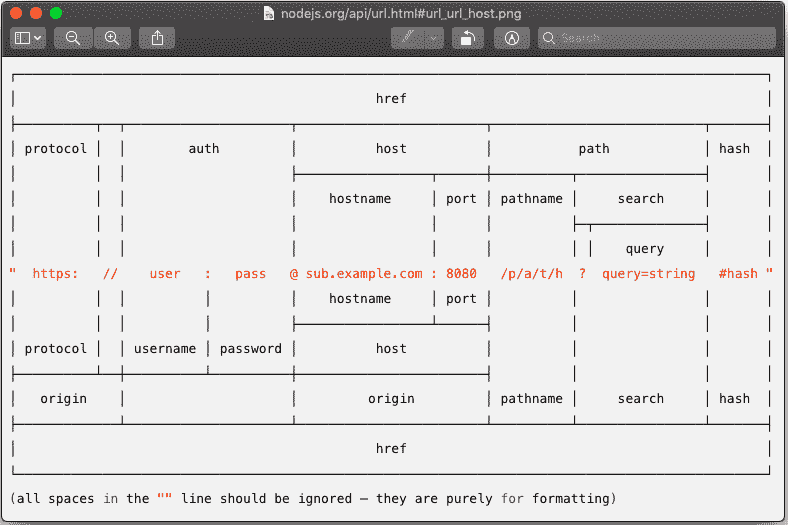 nodejs.org/api/url.html#url_url_host.png
Search
href
protocol auth host path hash
hostname port pathname search
query
" https: // user : pass @ sub.example.com : 8080 /p/a/t/h ? query=string #hash "
hostname port
protocol username password host
origin origin pathname search hash
href
(all spaces in the "" line should be ignored — they are purely for formatting)